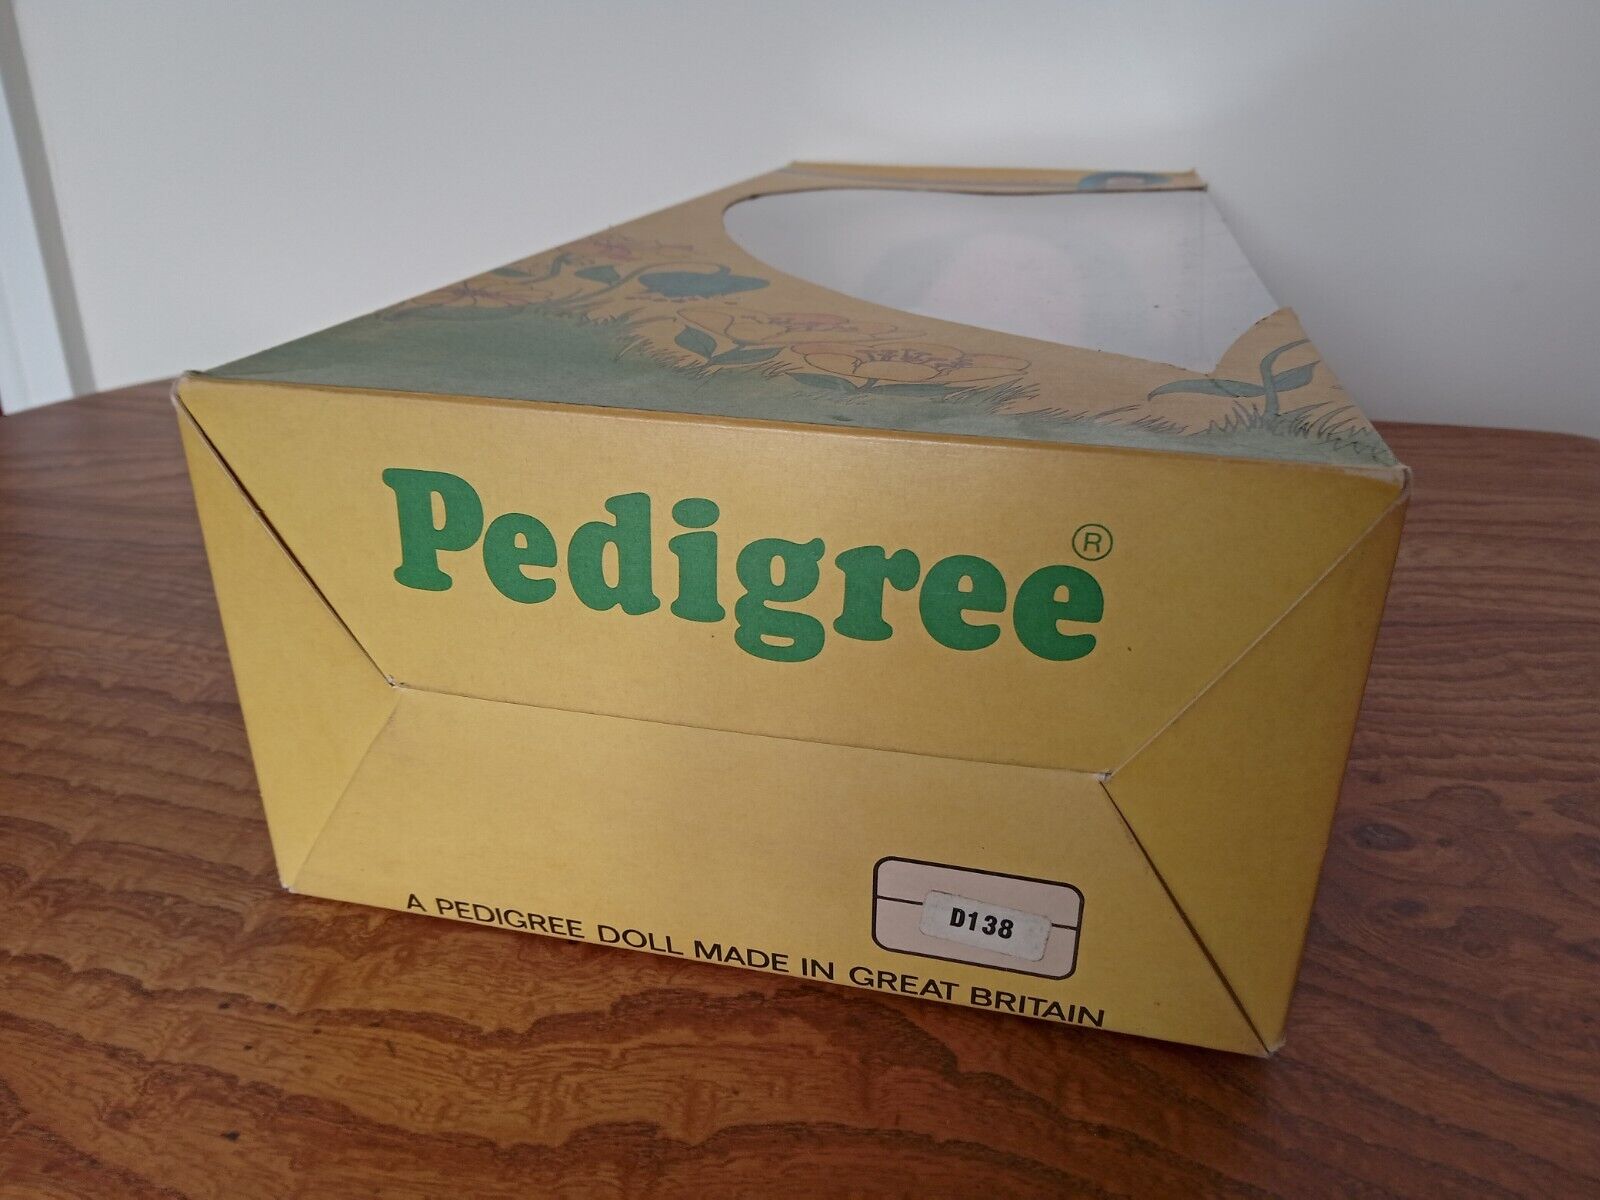 Pedigree®
D138
A PEDIGREE DOLL MADE IN GREAT BRITAIN